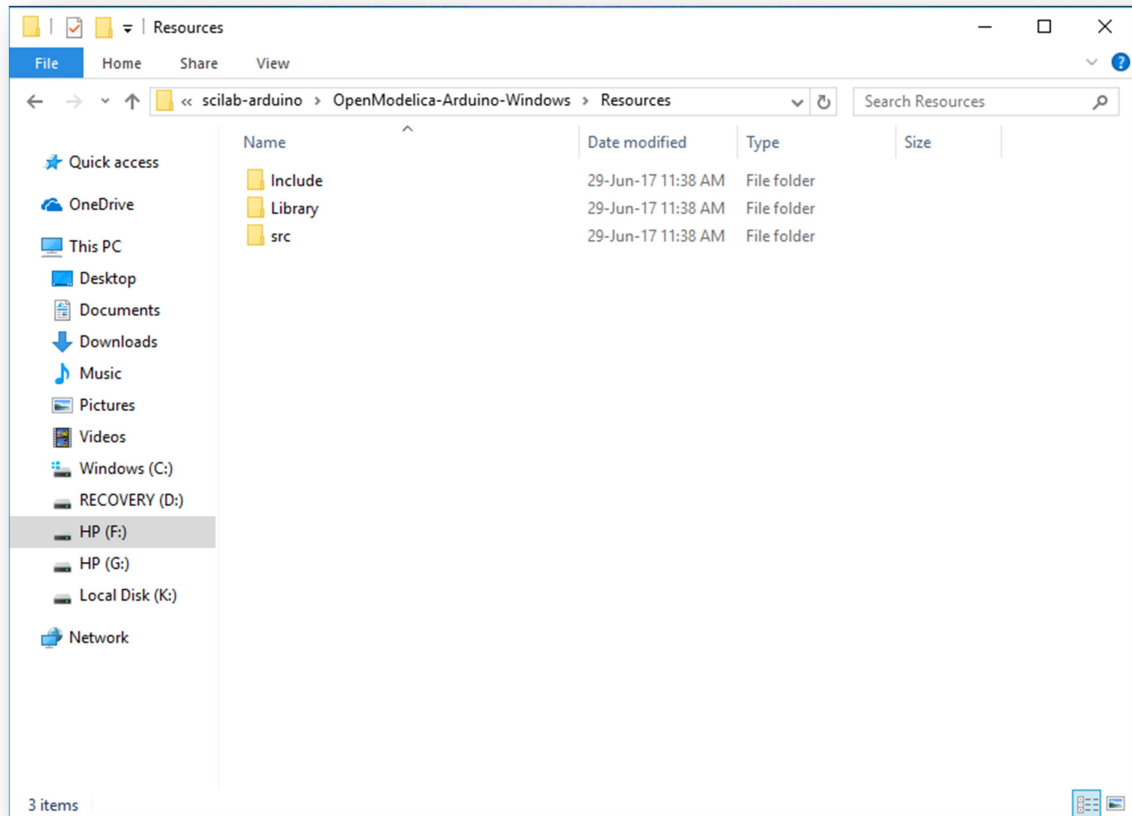 Resources
File Home Share View
« scilab-arduino > OpenModelica-Arduino-Windows > Resources Search Resources
Name Date modified Type Size
Quick access
Include 29-Jun-17 11:38 AM File folder
OneDrive
Library 29-Jun-17 11:38 AM File folder
src 29-Jun-17 11:38 AM File folder
This PC
Desktop
Documents
Downloads
Music
Pictures
Videos
Windows (C:)
RECOVERY (D:)
HP (F:)
HP (G:)
Local Disk (K:)
Network
3 items